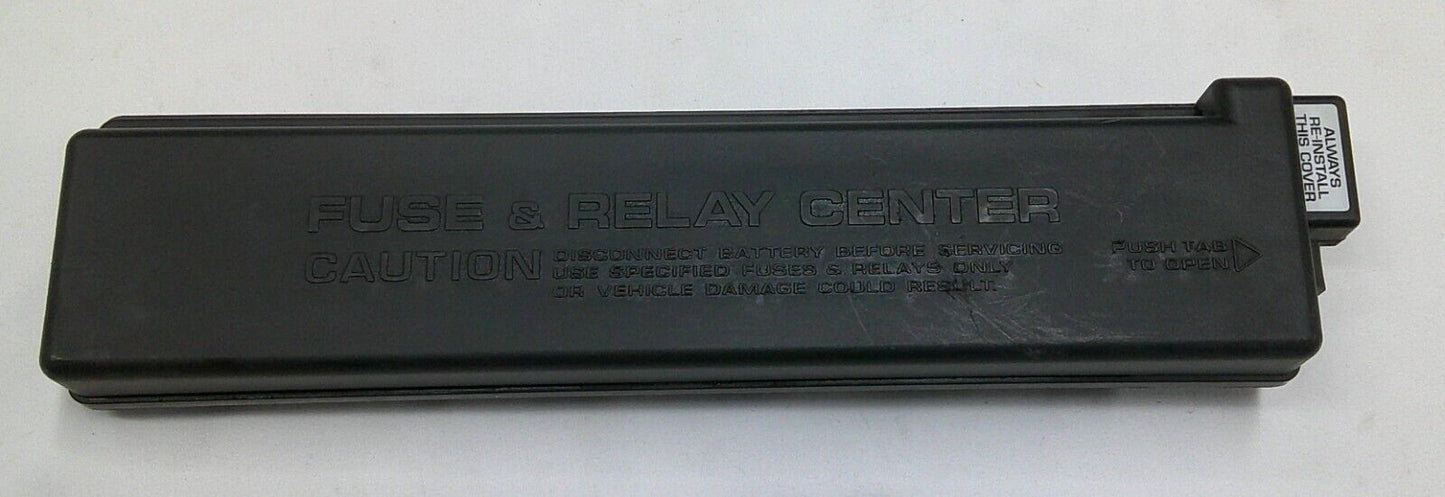 FUSE & RELAY CENTER
CAUTION DISCONNECT BATTERY BEFORE SERVICING
USE SPECIFIED FUSES & RELAYS ONLY
OR VEHICLE DAMAGE COULD RESULT.
PUSH TAB
TO OPEN
ALWAYS
RE-INSTALL
THIS COVER